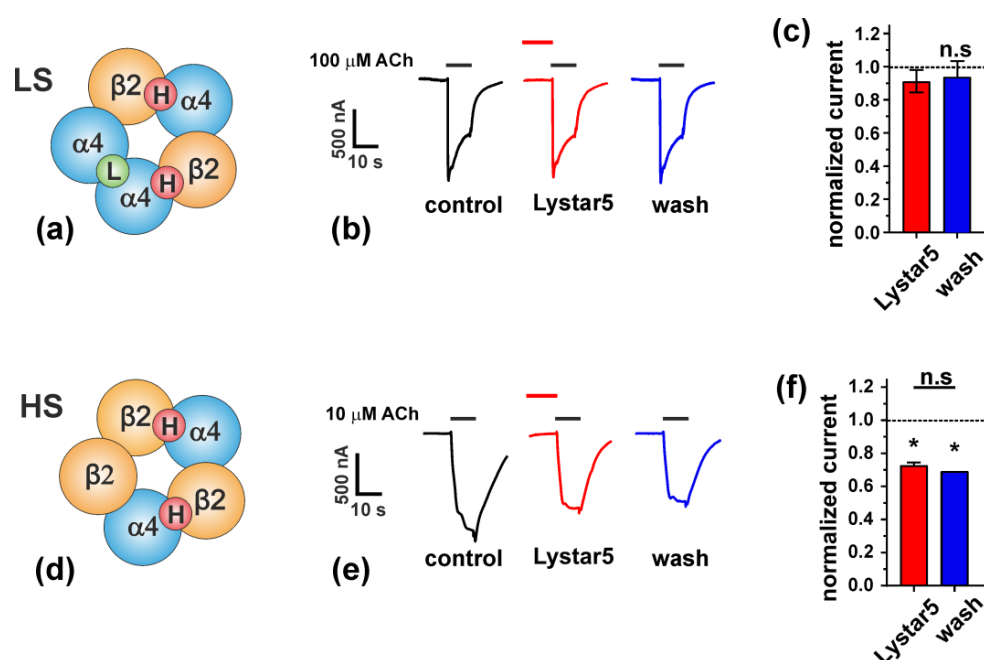 LS
β2
H
α4
α4
L
α4
H
β2
(a)
100 μM ACh
500 nA
10 s
control
Lystar5
wash
(b)
(c)
normalized current
1.2
1.0
0.8
0.6
0.4
0.2
0.0
n.s
Lystar5
wash
HS
β2
H
α4
β2
α4
H
β2
(d)
10 μM ACh
500 nA
10 s
control
Lystar5
wash
(e)
(f)
normalized current
1.2
1.0
0.8
0.6
0.4
0.2
0.0
n.s
*
*
Lystar5
wash